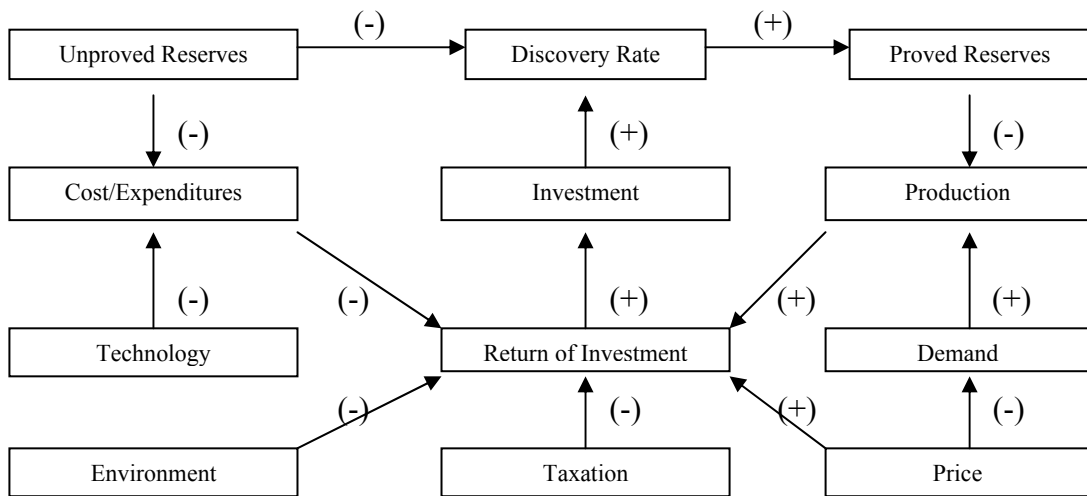 (-) (+)
Unproved Reserves Discovery Rate Proved Reserves
(-) (+) (-)
Cost/Expenditures Investment Production
(-) (-) (+) (+) (+)
Technology Return of Investment Demand
(-) (-) (+) (-)
Environment Taxation Price